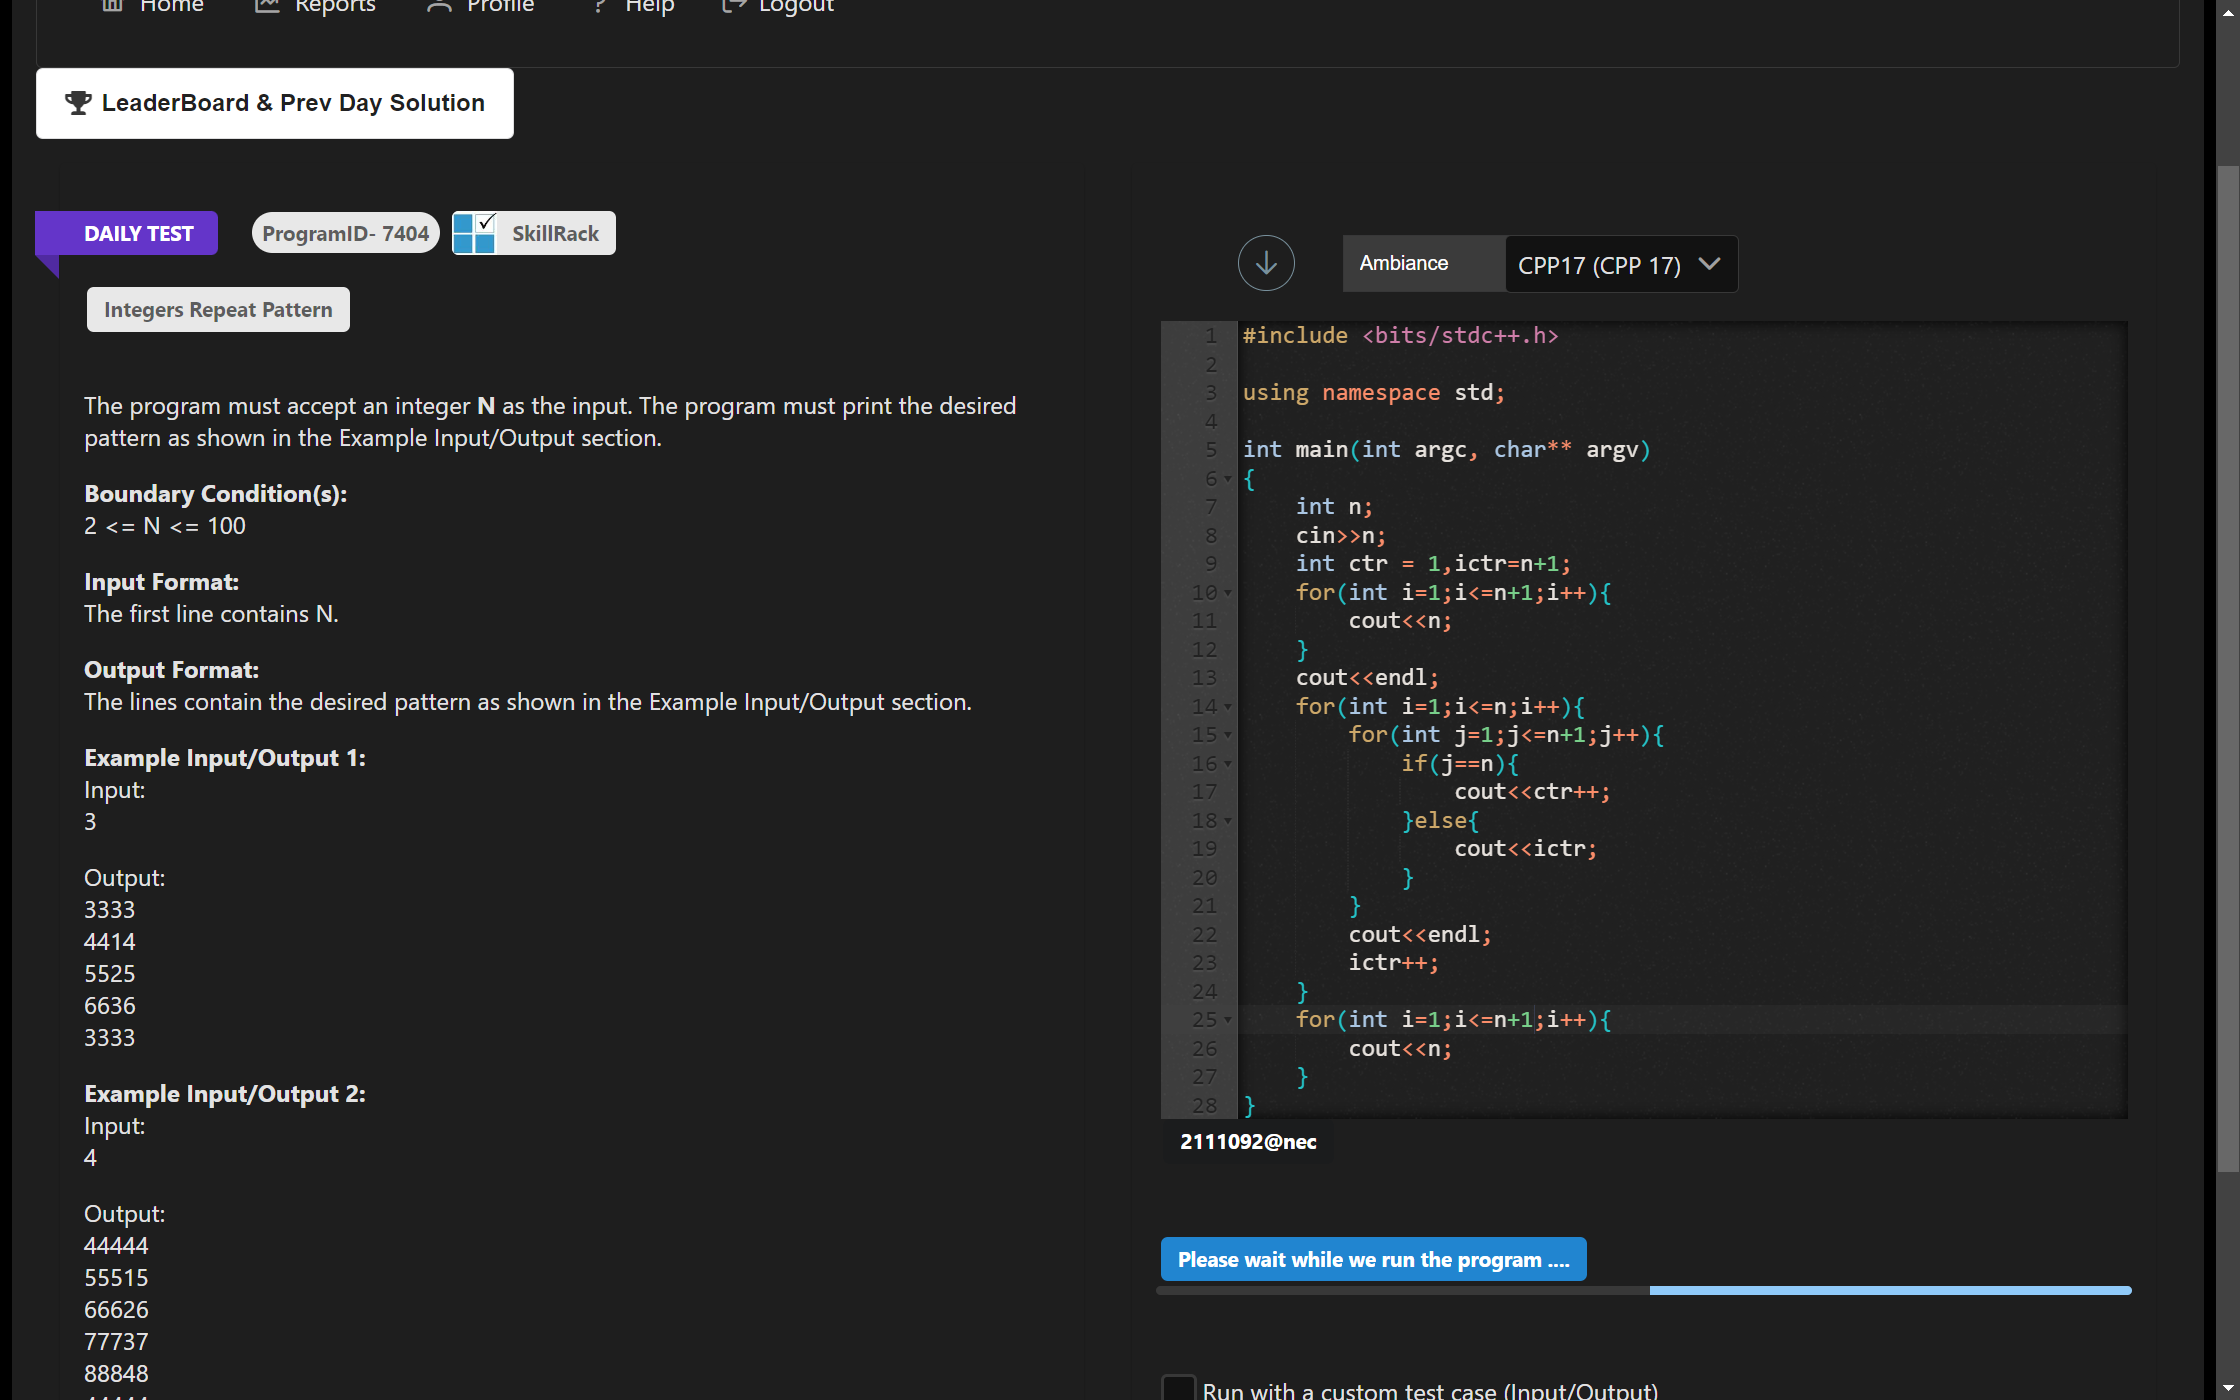 Home Reports Profile ? Help Logout
LeaderBoard & Prev Day Solution
DAILY TEST ProgramID- 7404 SkillRack
Integers Repeat Pattern
The program must accept an integer N as the input. The program must print the desired
pattern as shown in the Example Input/Output section.
Boundary Condition(s):
2 <= N <= 100
Input Format:
The first line contains N.
Output Format:
The lines contain the desired pattern as shown in the Example Input/Output section.
Example Input/Output 1:
Input:
3
Output:
3333
4414
5525
6636
3333
Example Input/Output 2:
Input:
4
Output:
44444
55515
66626
77737
88848
44444
Ambiance CPP17 (CPP 17)
1 #include <bits/stdc++.h>
2
3 using namespace std;
4
5 int main(int argc, char** argv)
6 {
7 int n;
8 cin>>n;
9 int ctr = 1,ictr=n+1;
10 for(int i=1;i<=n+1;i++){
11 cout<<n;
12 }
13 cout<<endl;
14 for(int i=1;i<=n;i++){
15 for(int j=1;j<=n+1;j++){
16 if(j==n){
17 cout<<ctr++;
18 }else{
19 cout<<ictr;
20 }
21 }
22 cout<<endl;
23 ictr++;
24 }
25 for(int i=1;i<=n+1;i++){
26 cout<<n;
27 }
28 }
2111092@nec
Please wait while we run the program ....
Run with a custom test case (Input/Output)